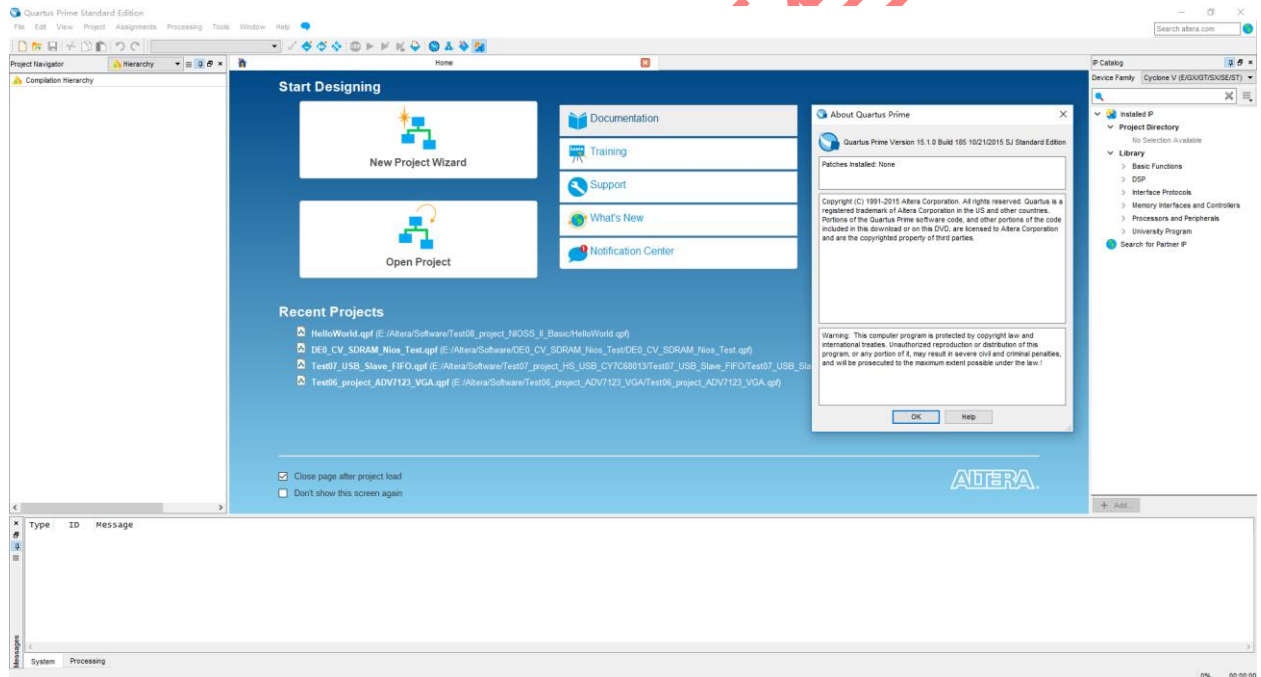 Quartus Prime Standard Edition
File Edit View Project Assignments Processing Tools Window Help
Search altera.com
Project Navigator Hierarchy
Home
IP Catalog
Compilation Hierarchy
Device Family Cyclone V (E/GX/GT/SX/SE/ST)
Start Designing
New Project Wizard
Open Project
Documentation
Training
Support
What's New
Notification Center
Recent Projects
HelloWorld.qpf (E:/Altera/Software/Test08_project_NIOSS_II_Basic/HelloWorld.qpf)
DE0_CV_SDRAM_Nios_Test.qpf (E:/Altera/Software/DE0_CV_SDRAM_Nios_Test/DE0_CV_SDRAM_Nios_Test.qpf)
Test07_USB_Slave_FIFO.qpf (E:/Altera/Software/Test07_project_HS_USB_CY7C68013/Test07_USB_Slave_FIFO/Test07_USB_Sla
Test06_project_ADV7123_VGA.qpf (E:/Altera/Software/Test06_project_ADV7123_VGA/Test06_project_ADV7123_VGA.qpf)
Close page after project load
Don't show this screen again
ALTERA
About Quartus Prime
Quartus Prime Version 15.1.0 Build 185 10/21/2015 SJ Standard Edition
Patches Installed: None
Copyright (C) 1991-2015 Altera Corporation. All rights reserved. Quartus is a
registered trademark of Altera Corporation in the US and other countries.
Portions of the Quartus Prime software code, and other portions of the code
included in this download or on this DVD, are licensed to Altera Corporation
and are the copyrighted property of third parties.
Warning: This computer program is protected by copyright law and
international treaties. Unauthorized reproduction or distribution of this
program, or any portion of it, may result in severe civil and criminal penalties,
and will be prosecuted to the maximum extent possible under the law.!
OK Help
Installed IP
Project Directory
No Selection Available
Library
Basic Functions
DSP
Interface Protocols
Memory Interfaces and Controllers
Processors and Peripherals
University Program
Search for Partner IP
+ Add...
Type ID Message
Messages
System Processing
0% 00:00:00